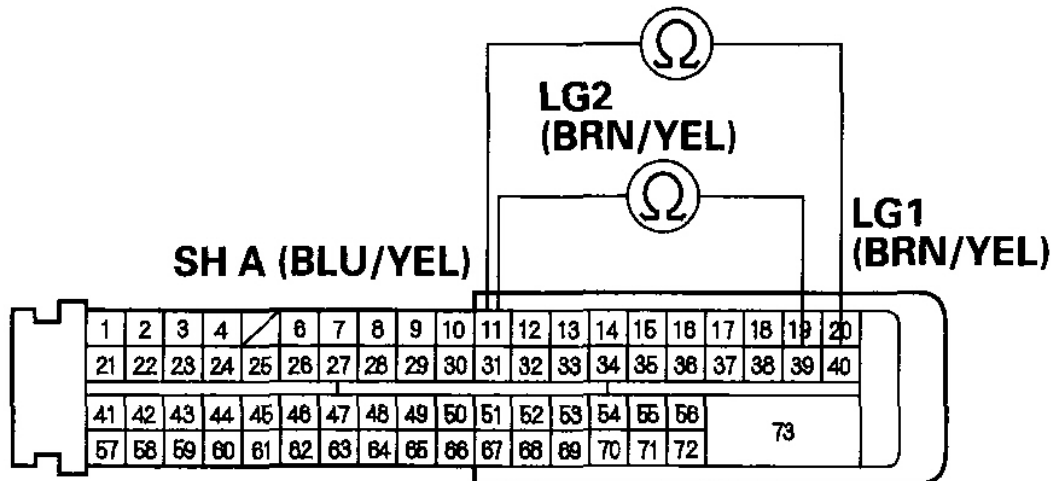 Ω
LG2
(BRN/YEL)
Ω
LG1
(BRN/YEL)
SH A (BLU/YEL)
1 2 3 4 6 7 8 9 10 11 12 13 14 15 16 17 18 19 20
21 22 23 24 25 26 27 28 29 30 31 32 33 34 35 36 37 38 39 40
41 42 43 44 45 46 47 48 49 50 51 52 53 54 55 56
73
57 58 59 60 61 62 63 64 65 66 67 68 69 70 71 72